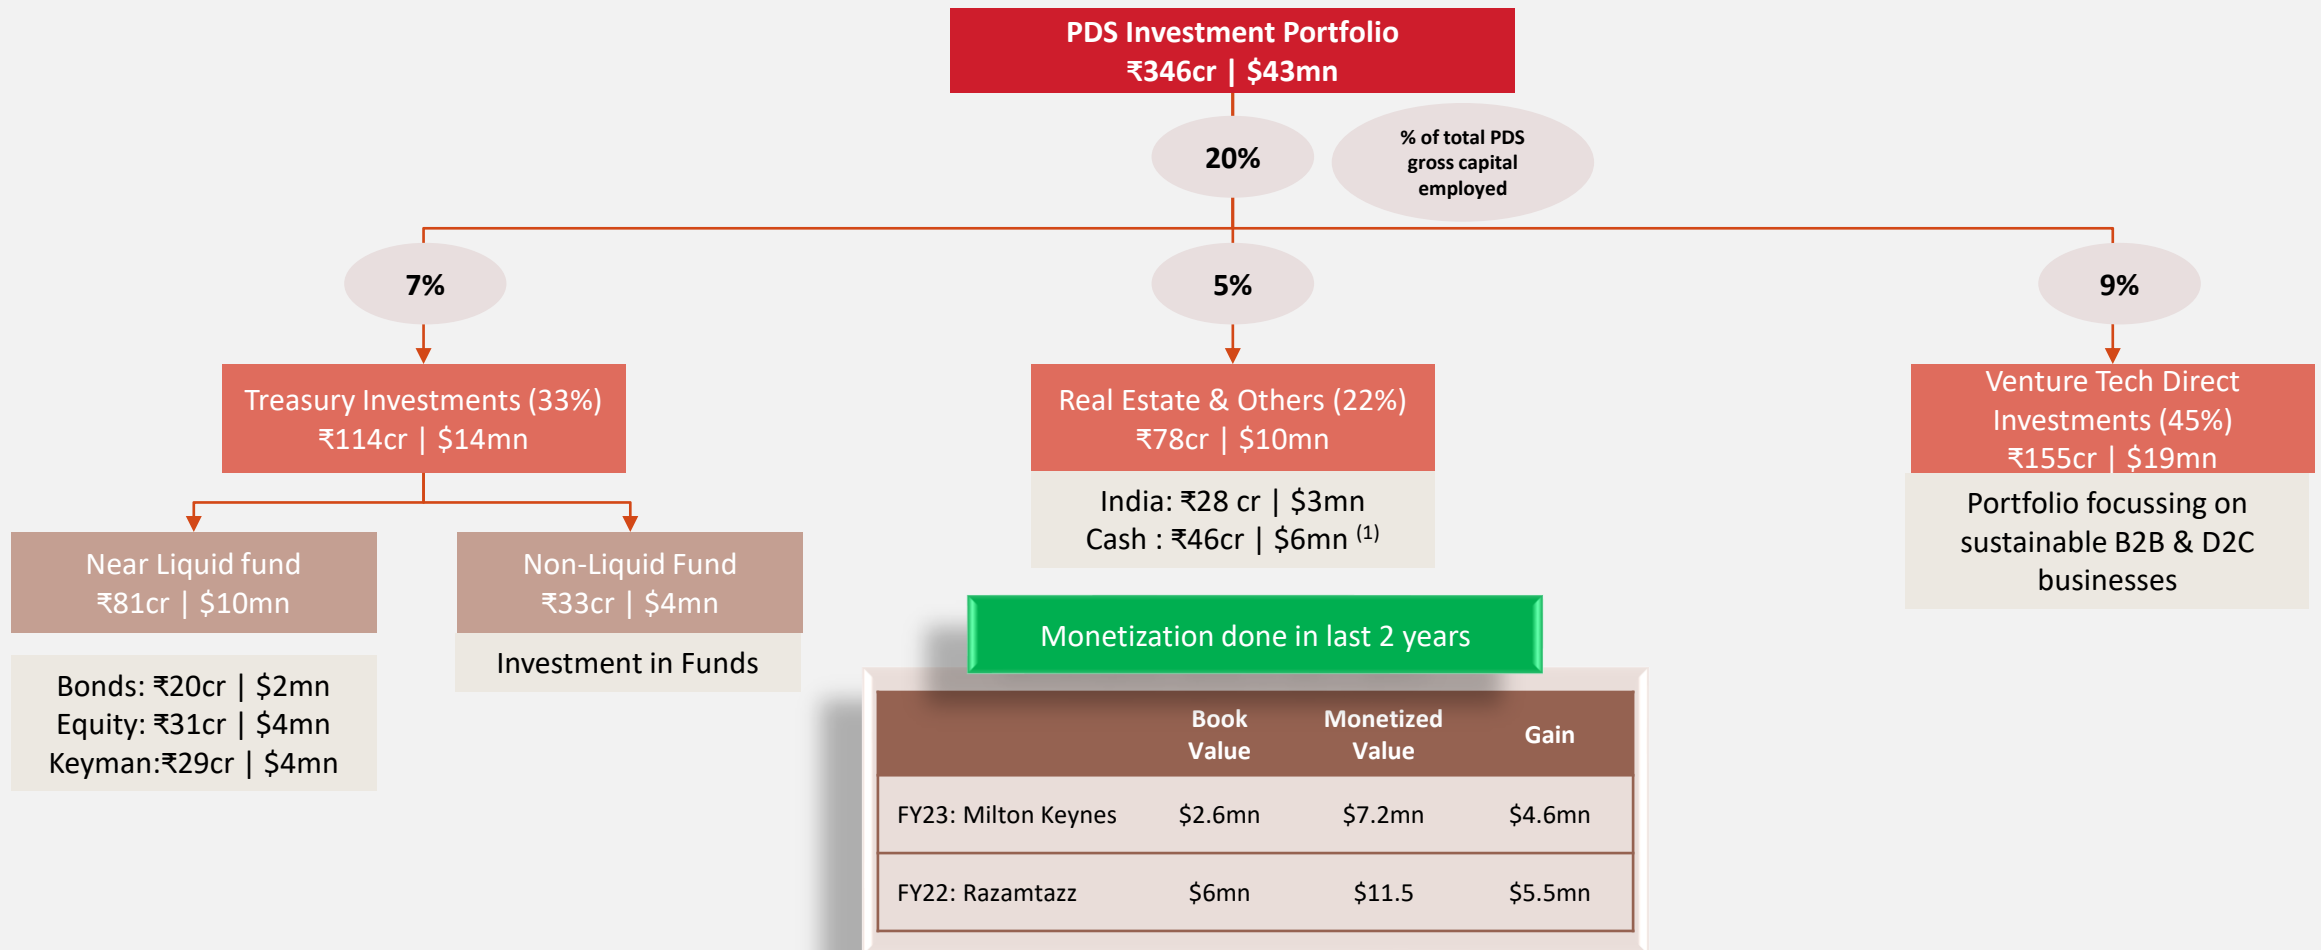 PDS Investment Portfolio
₹346cr | $43mn
20%
% of total PDS
gross capital
employed
7%
5%
9%
Treasury Investments (33%)
₹114cr | $14mn
Real Estate & Others (22%)
₹78cr | $10mn
Venture Tech Direct
Investments (45%)
₹155cr | $19mn
India: ₹28 cr | $3mn
Cash : ₹46cr | $6mn (1)
Portfolio focussing on
sustainable B2B & D2C
businesses
Near Liquid fund
₹81cr | $10mn
Non-Liquid Fund
₹33cr | $4mn
Investment in Funds
Bonds: ₹20cr | $2mn
Equity: ₹31cr | $4mn
Keyman:₹29cr | $4mn
Monetization done in last 2 years
Book Value Monetized Value Gain
FY23: Milton Keynes $2.6mn $7.2mn $4.6mn
FY22: Razamtazz $6mn $11.5 $5.5mn